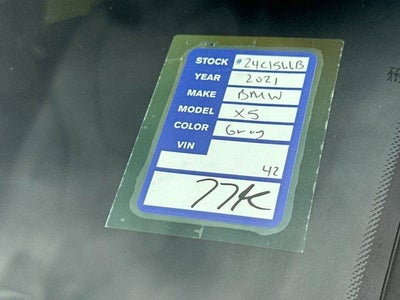 STOCK #24C15LLB
YEAR 2021
MAKE BMW
MODEL X5
COLOR Grey
VIN
42
77K